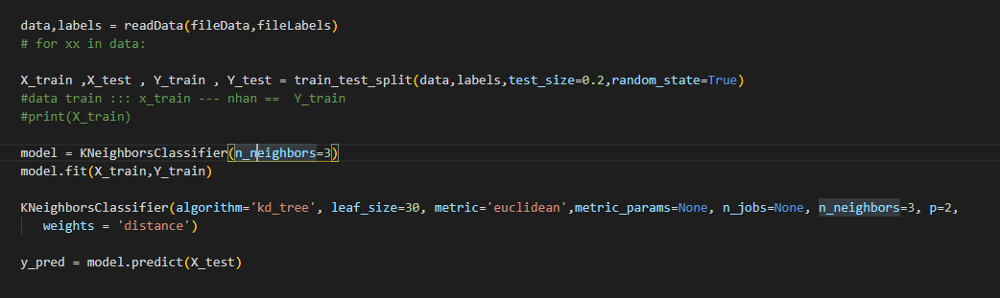 data,labels = readData(fileData,fileLabels)
# for xx in data:
X_train ,X_test , Y_train , Y_test = train_test_split(data,labels,test_size=0.2,random_state=True)
#data train ::: x_train --- nhan ==  Y_train
#print(X_train)
model = KNeighborsClassifier(n_neighbors=3)
model.fit(X_train,Y_train)
KNeighborsClassifier(algorithm='kd_tree', leaf_size=30, metric='euclidean',metric_params=None, n_jobs=None, n_neighbors=3, p=2,
weights = 'distance')
y_pred = model.predict(X_test)